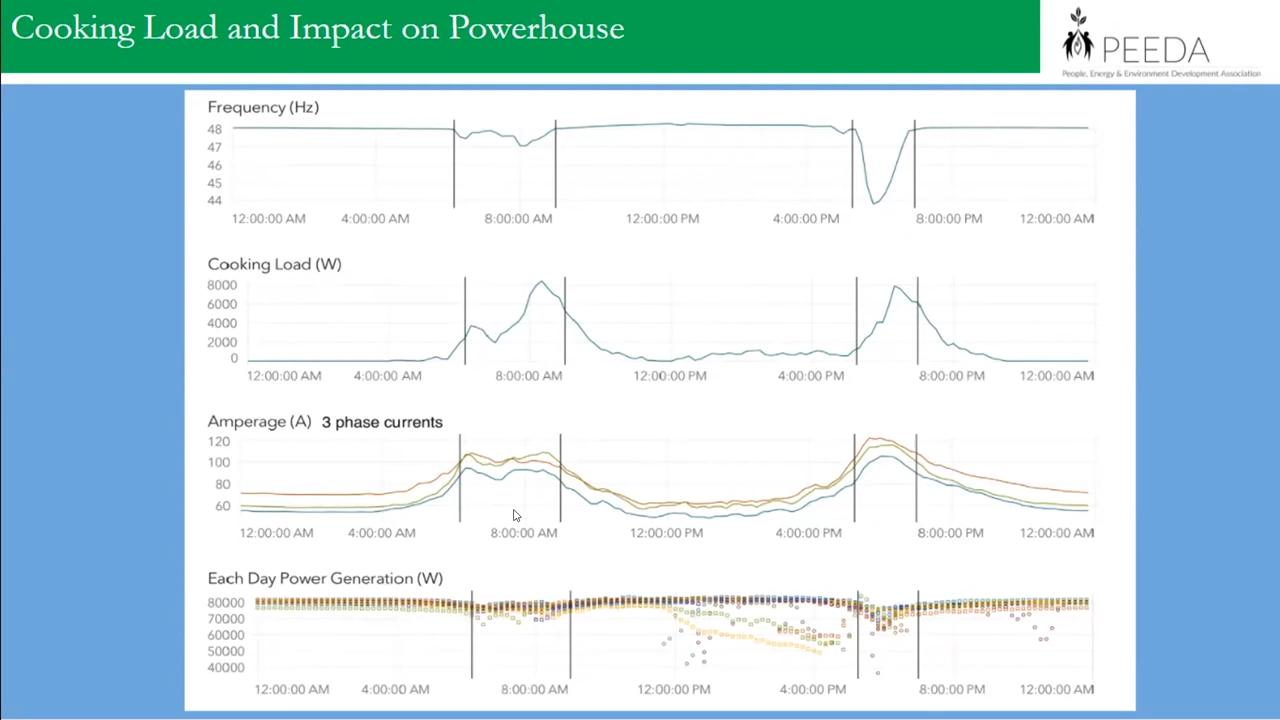 Cooking Load and Impact on Powerhouse
PEEDA
People, Energy & Environment Development Association
Frequency (Hz)
48
47
46
45
44
12:00:00 AM 4:00:00 AM 8:00:00 AM 12:00:00 PM 4:00:00 PM 8:00:00 PM 12:00:00 AM
Cooking Load (W)
8000
6000
4000
2000
0
12:00:00 AM 4:00:00 AM 8:00:00 AM 12:00:00 PM 4:00:00 PM 8:00:00 PM 12:00:00 AM
Amperage (A) 3 phase currents
120
100
80
60
12:00:00 AM 4:00:00 AM 8:00:00 AM 12:00:00 PM 4:00:00 PM 8:00:00 PM 12:00:00 AM
Each Day Power Generation (W)
80000
70000
60000
50000
40000
12:00:00 AM 4:00:00 AM 8:00:00 AM 12:00:00 PM 4:00:00 PM 8:00:00 PM 12:00:00 AM